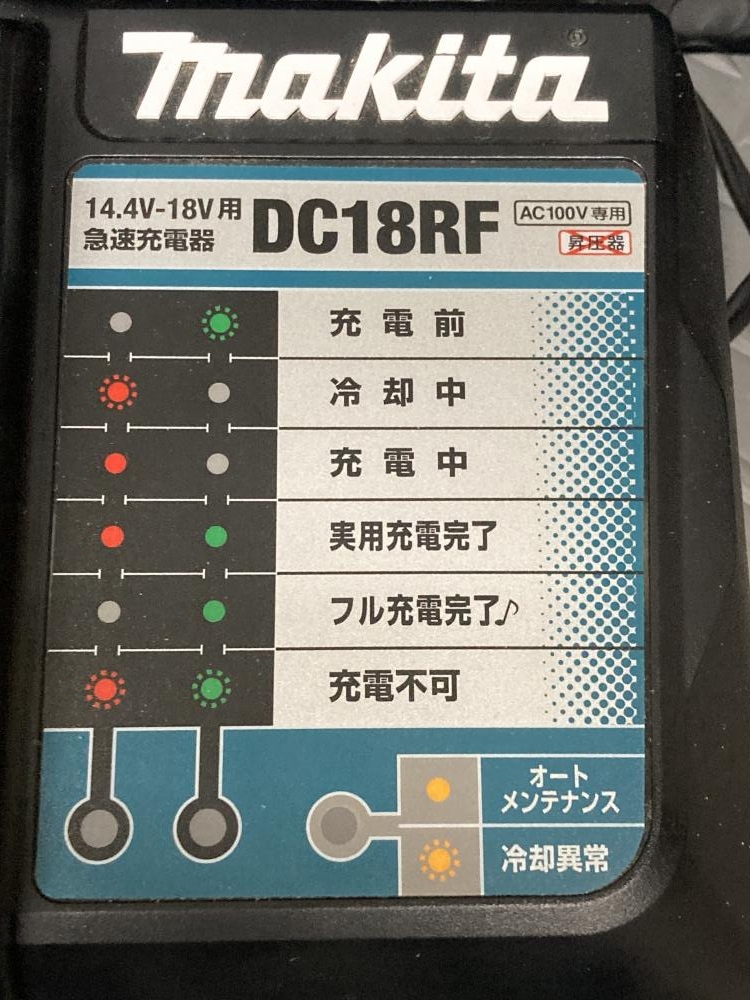 makita
14.4V-18V用
急速充電器
DC18RF
AC100V専用
昇圧器
充電前
冷却中
充電中
実用充電完了
フル充電完了♪
充電不可
オート
メンテナンス
冷却異常